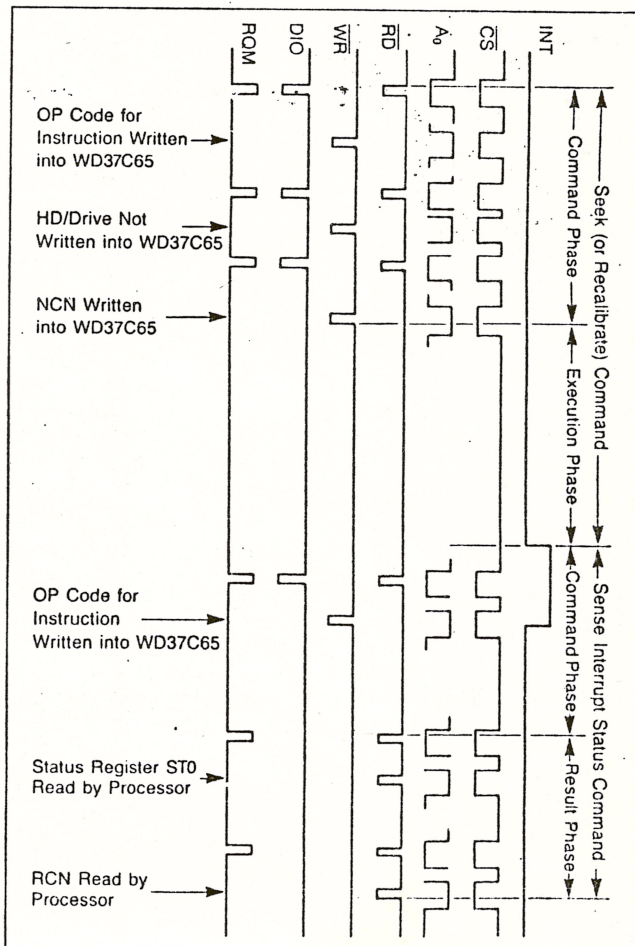 RQM
DIO
WR
RD
A0
CS
INT
OP Code for
Instruction Written
into WD37C65
HD/Drive Not
Written into WD37C65
NCN Written
into WD37C65
OP Code for
Instruction
Written into WD37C65
Status Register ST0
Read by Processor
RCN Read by
Processor
Command Phase
Execution Phase
Seek (or Recalibrate) Command
Command Phase
Result Phase
Sense Interrupt Status Command